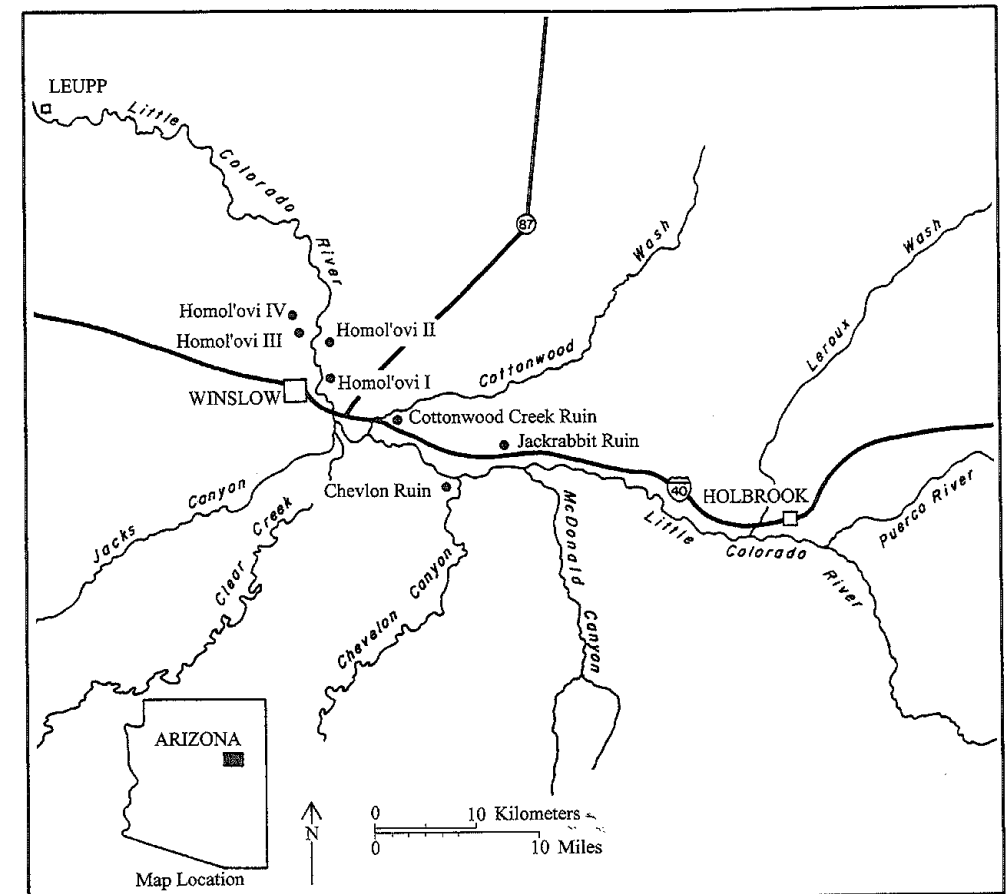 LEUPP
Little
Colorado
River
87
Wash
Wash
Homol'ovi IV
Homol'ovi III
Homol'ovi II
Leroux
Homol'ovi I
Cottonwood
WINSLOW
Cottonwood Creek Ruin
Jackrabbit Ruin
Chevlon Ruin
40
HOLBROOK
Jacks Canyon
Clear Creek
McDonald Canyon
Little Colorado River
Puerco River
Chevelon Canyon
ARIZONA
Map Location
N
0 10 Kilometers
0 10 Miles